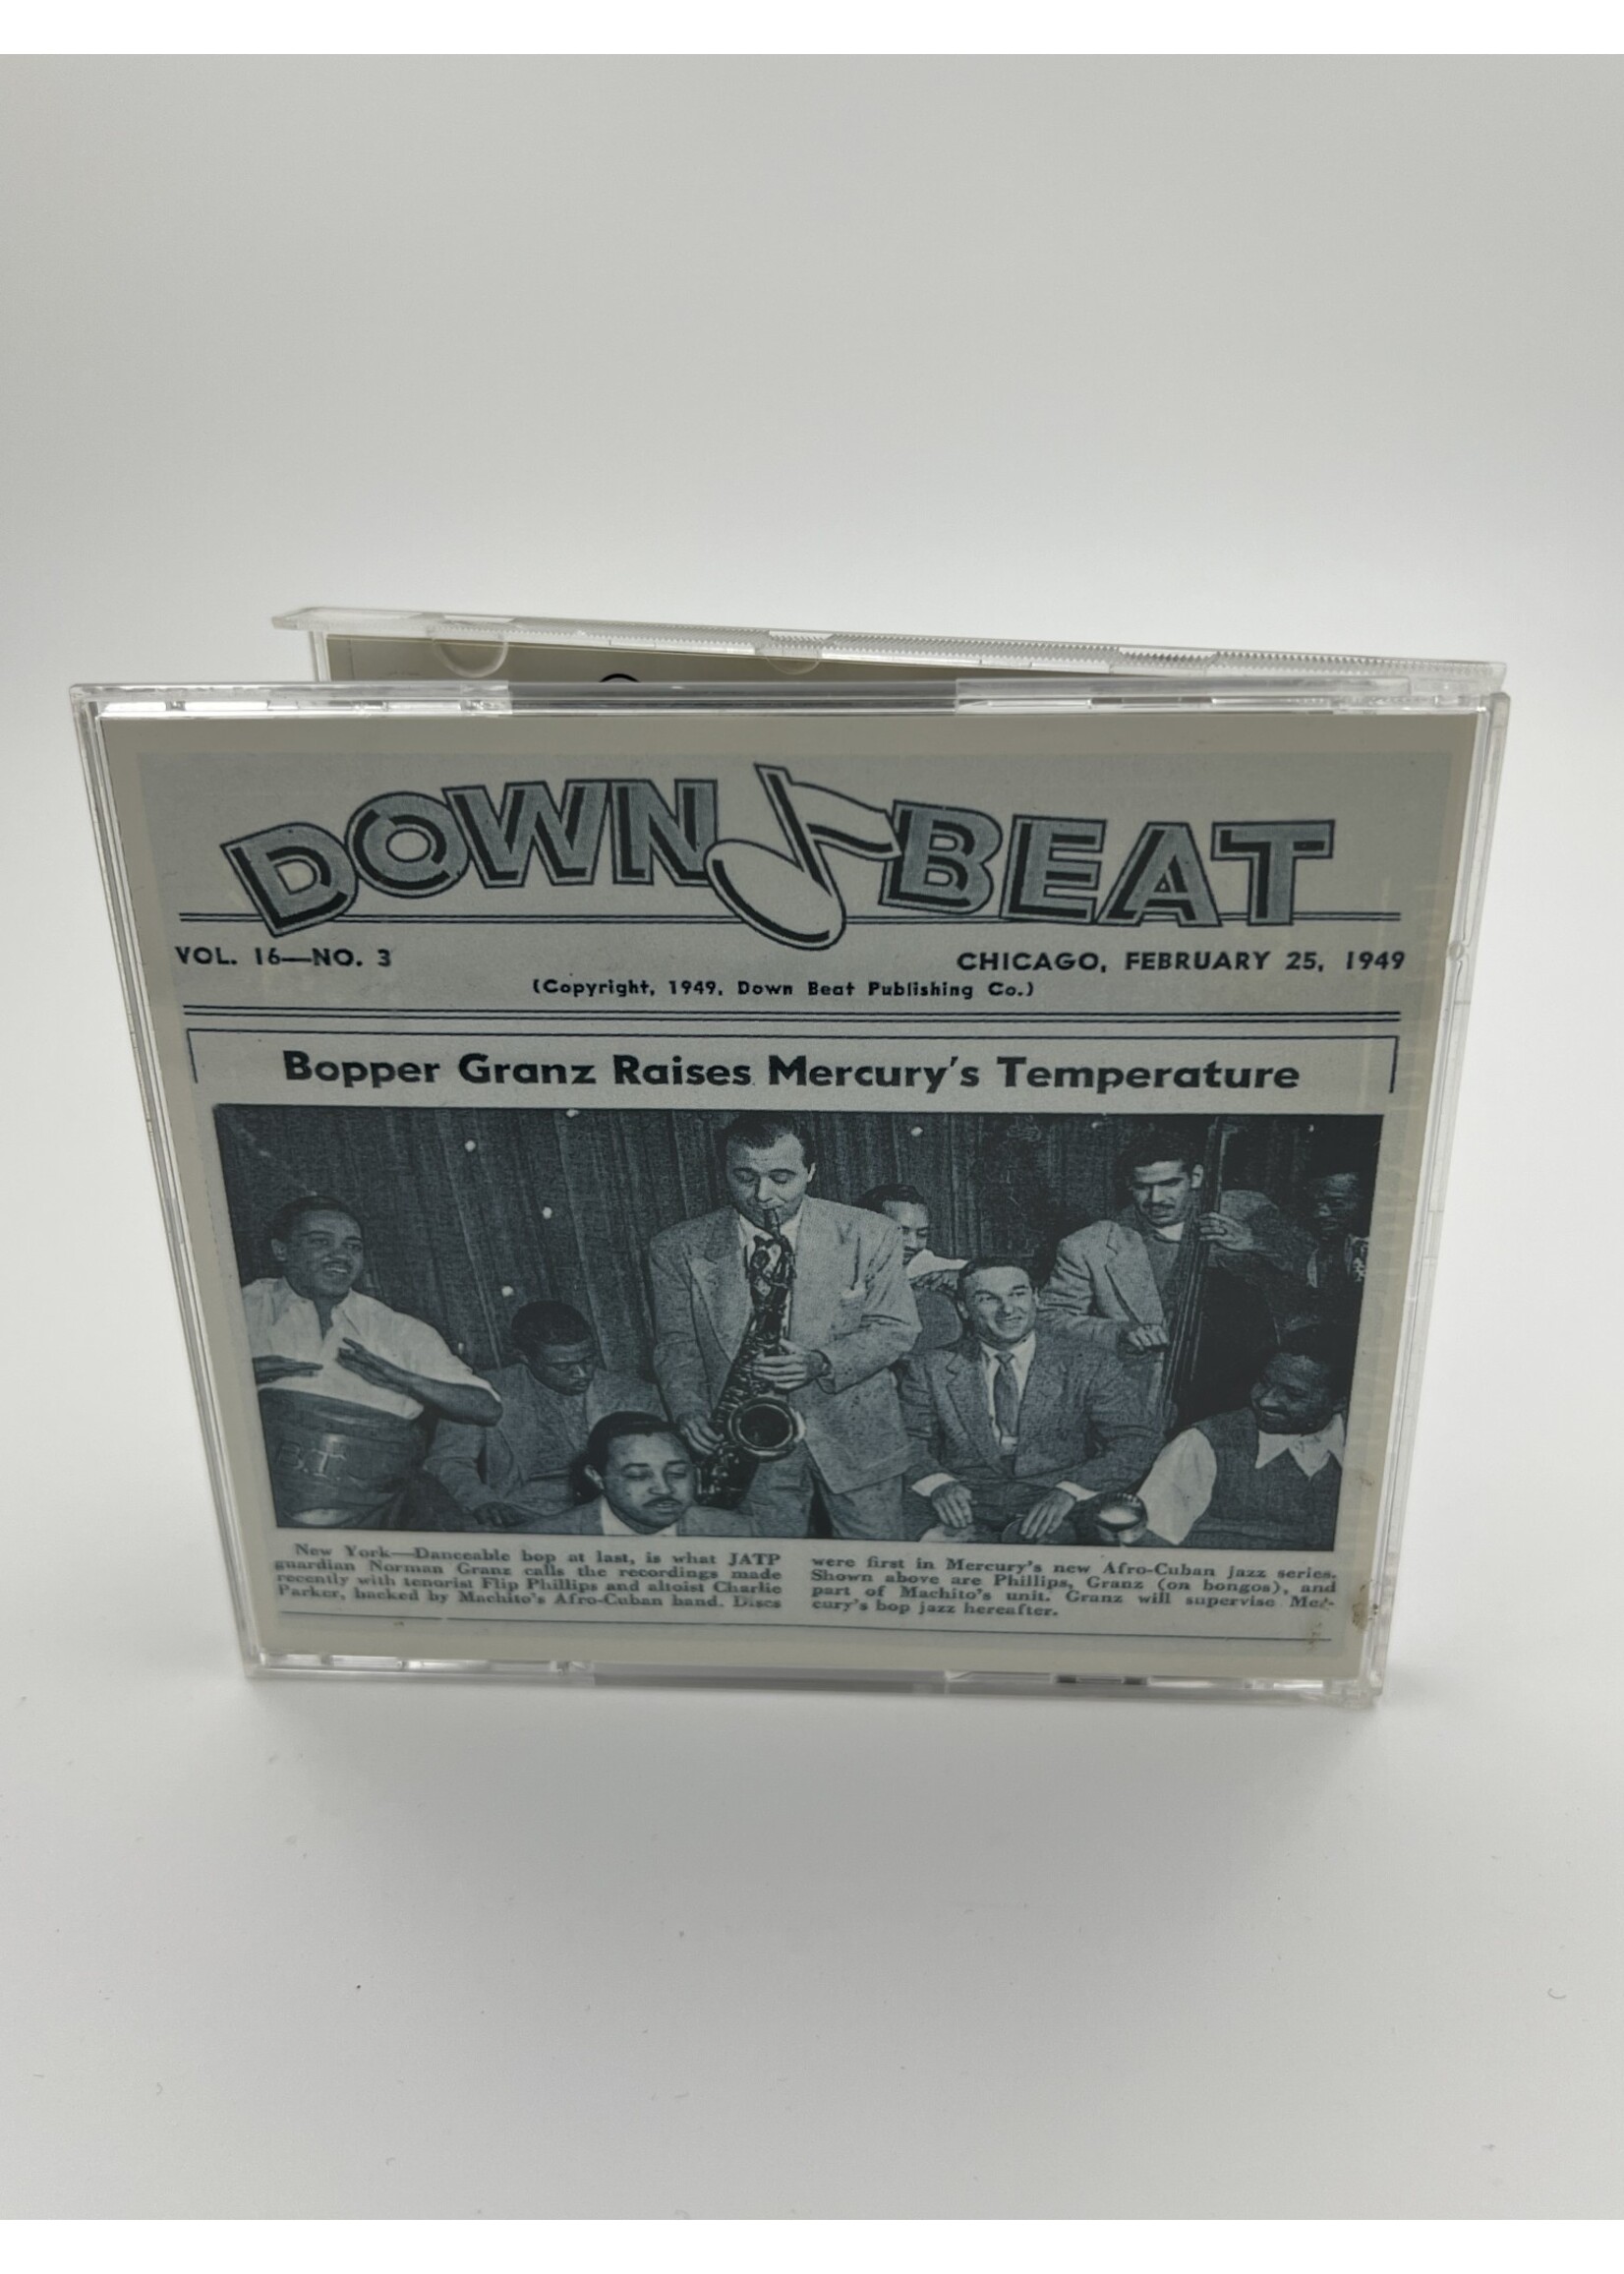 DOWN BEAT
VOL. 16—NO. 3
CHICAGO, FEBRUARY 25, 1949
(Copyright, 1949, Down Beat Publishing Co.)
Bopper Granz Raises Mercury's Temperature
New York—Danceable bop at last, is what JATP
guardian Norman Granz calls the recordings made
recently with tenorist Flip Phillips and altoist Charlie
Parker, backed by Machito's Afro-Cuban band. Discs
were first in Mercury's new Afro-Cuban jazz series.
Shown above are Phillips, Granz (on bongos), and
part of Machito's unit. Granz will supervise Mer-
cury's bop jazz hereafter.